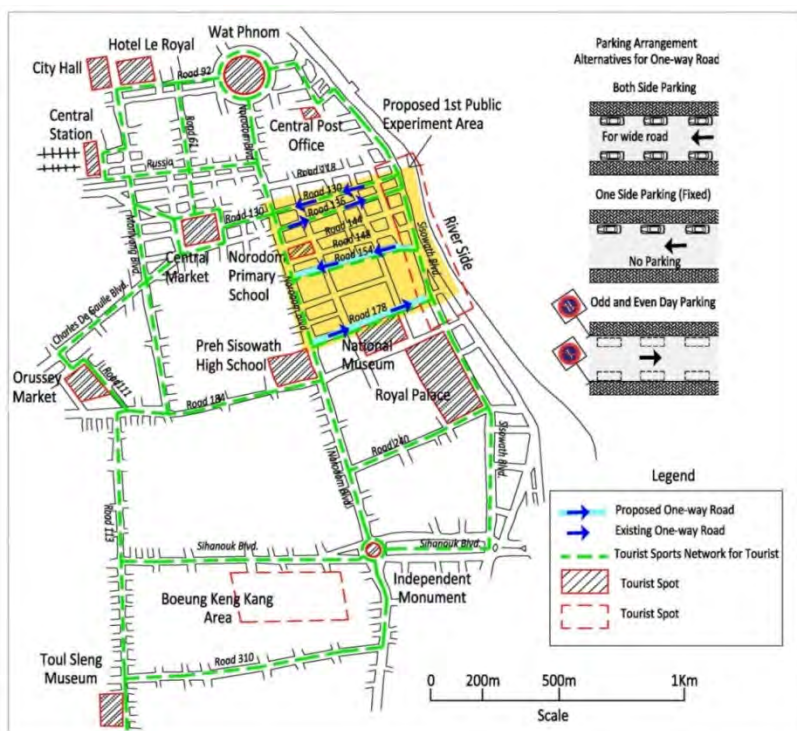 Wat Phnom
Hotel Le Royal
City Hall
Road 92
Central
Station
Road 61
Norodom Blvd.
Central Post
Office
Proposed 1st Public
Experiment Area
Russia
Road 118
Road 130
Road 136
Road 144
Road 148
Road 154
Road 130
Central
Market
Norodom
Primary
School
Monivong Blvd.
Norodom Blvd.
Sisowath Blvd.
River Side
Charles De Gaulle Blvd.
Road 178
Preh Sisowath
High School
National
Museum
Orussey
Market
Road 111
Road 184
Royal Palace
Road 240
Norodom Blvd.
Sisowath Blvd.
Road 113
Sihanouk Blvd.
Sihanouk Blvd.
Independent
Monument
Boeung Keng Kang
Area
Toul Sleng
Museum
Road 310
Parking Arrangement
Alternatives for One-way Road
Both Side Parking
For wide road
One Side Parking (Fixed)
No Parking
Odd and Even Day Parking
Legend
Proposed One-way Road
Existing One-way Road
Tourist Sports Network for Tourist
Tourist Spot
Tourist Spot
0 200m 500m 1Km
Scale